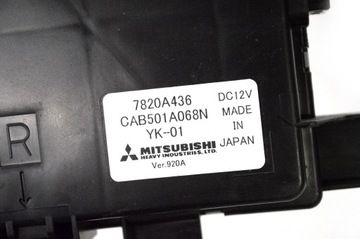 7820A436
CAB501A068N
YK-01
DC12V
MADE
IN
JAPAN
MITSUBISHI
HEAVY INDUSTRIES, LTD.
Ver.920A
R